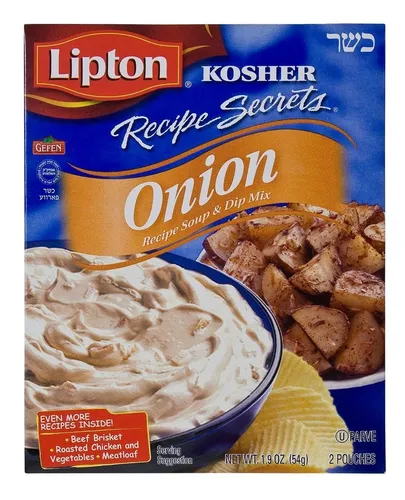 כשר
Lipton®
KOSHER
Recipe Secrets®
GEFEN
כשר
פארווע
Onion
Recipe Soup & Dip Mix
EVEN MORE
RECIPES INSIDE!
• Beef Brisket
• Roasted Chicken and
Vegetables • Meatloaf
Serving
Suggestion
U PARVE
NET WT. 1.9 OZ. (54g)
2 POUCHES